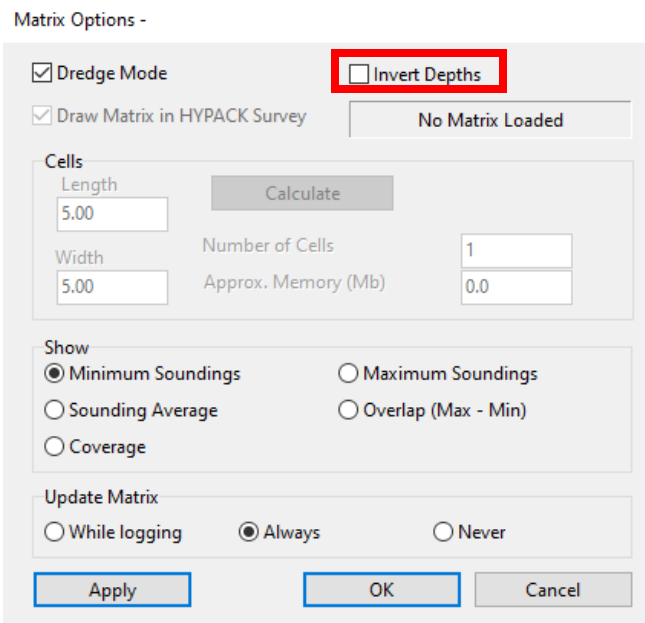 Matrix Options -
Dredge Mode
Invert Depths
Draw Matrix in HYPACK Survey
No Matrix Loaded
Cells
Length
5.00
Calculate
Width
5.00
Number of Cells
1
Approx. Memory (Mb)
0.0
Show
Minimum Soundings
Maximum Soundings
Sounding Average
Overlap (Max - Min)
Coverage
Update Matrix
While logging
Always
Never
Apply
OK
Cancel